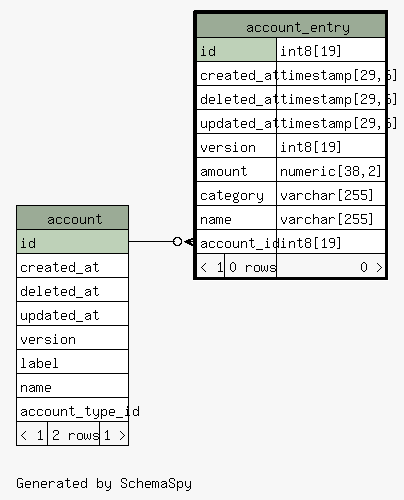 account_entry
id int8[19]
created_at timestamp[29,6]
deleted_at timestamp[29,6]
updated_at timestamp[29,6]
version int8[19]
amount numeric[38,2]
category varchar[255]
name varchar[255]
account_id int8[19]
< 1 0 rows 0 >
account
id
created_at
deleted_at
updated_at
version
label
name
account_type_id
< 1 2 rows 1 >
Generated by SchemaSpy